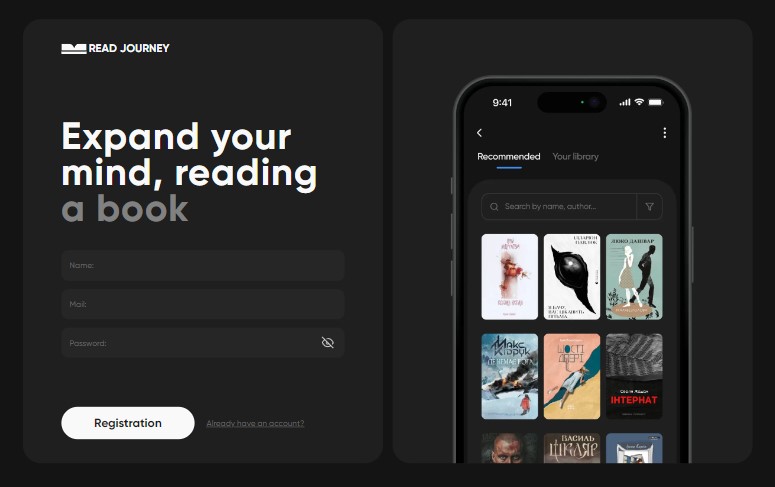 READ JOURNEY
Expand your
mind, reading
a book
Name:
Mail:
Password:
Registration
Already have an account?
9:41
Recommended
Your library
Search by name, author...
ЛЮКО ДАШВАР
Макс
Кідрук
ІНТЕРНАТ
ВАСИЛЬ
ШКЛЯР